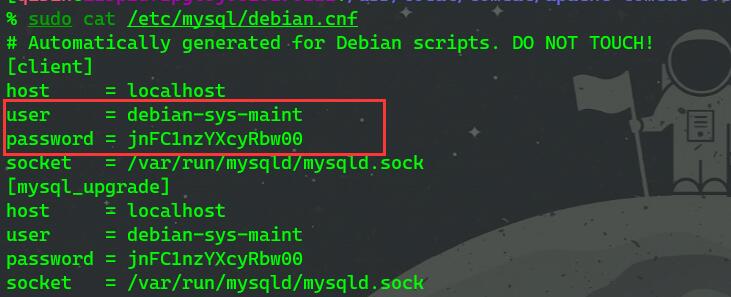 % sudo cat /etc/mysql/debian.cnf
# Automatically generated for Debian scripts. DO NOT TOUCH!
[client]
host     = localhost
user     = debian-sys-maint
password = jnFC1nzYXcyRbw00
socket   = /var/run/mysqld/mysqld.sock
[mysql_upgrade]
host     = localhost
user     = debian-sys-maint
password = jnFC1nzYXcyRbw00
socket   = /var/run/mysqld/mysqld.sock